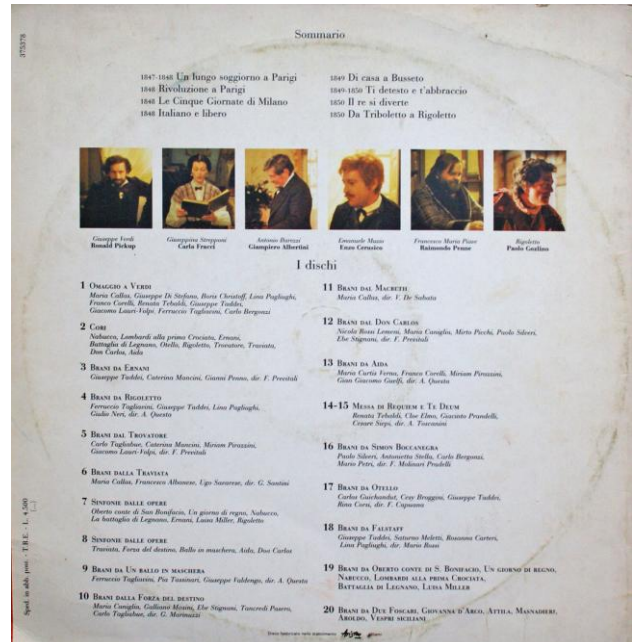 Sommario
375378
1847-1848 Un lungo soggiorno a Parigi
1848 Rivoluzione a Parigi
1848 Le Cinque Giornate di Milano
1848 Italiano e libero
1849 Di casa a Busseto
1849-1850 Ti detesto e t'abbraccio
1850 Il re si diverte
1850 Da Triboletto a Rigoletto
Giuseppe Verdi
Ronald Pickup
Giuseppina Strepponi
Carla Fracci
Antonio Barezzi
Giampiero Albertini
Emanuele Muzio
Enzo Cerusico
Francesco Maria Piave
Raimondo Penne
Rigoletto
Paolo Gozlino
I dischi
1 OMAGGIO A VERDI
Maria Callas, Giuseppe Di Stefano, Boris Christoff, Lina Pagliughi,
Franco Corelli, Renata Tebaldi, Giuseppe Taddei,
Giacomo Lauri-Volpi, Ferruccio Tagliavini, Carlo Bergonzi
2 CORI
Nabucco, Lombardi alla prima Crociata, Ernani,
Battaglia di Legnano, Otello, Rigoletto, Trovatore, Traviata,
Don Carlos, Aida
3 BRANI DA ERNANI
Giuseppe Taddei, Caterina Mancini, Gianni Penno, dir. F. Previtali
4 BRANI DA RIGOLETTO
Ferruccio Tagliavini, Giuseppe Taddei, Lina Pagliughi,
Giulio Neri, dir. A. Questa
5 BRANI DAL TROVATORE
Carlo Tagliabue, Caterina Mancini, Miriam Pirazzini,
Giacomo Lauri-Volpi, dir. F. Previtali
6 BRANI DALLA TRAVIATA
Maria Callas, Francesco Albanese, Ugo Savarese, dir. G. Santini
7 SINFONIE DALLE OPERE
Oberto conte di San Bonifacio, Un giorno di regno, Nabucco,
La battaglia di Legnano, Ernani, Luisa Miller, Rigoletto
8 SINFONIE DALLE OPERE
Traviata, Forza del destino, Ballo in maschera, Aida, Don Carlos
9 BRANI DA UN BALLO IN MASCHERA
Ferruccio Tagliavini, Pia Tassinari, Giuseppe Valdengo, dir. A. Questa
10 BRANI DALLA FORZA DEL DESTINO
Maria Caniglia, Galliano Masini, Ebe Stignani, Tancredi Pasero,
Carlo Tagliabue, dir. G. Marinuzzi
11 BRANI DAL MACBETH
Maria Callas, dir. V. De Sabata
12 BRANI DAL DON CARLOS
Nicola Rossi Lemeni, Maria Caniglia, Mirto Picchi, Paolo Silveri,
Ebe Stignani, dir. F. Previtali
13 BRANI DA AIDA
Maria Curtis Verna, Franco Corelli, Miriam Pirazzini,
Gian Giacomo Guelfi, dir. A. Questa
14-15 MESSA DI REQUIEM E TE DEUM
Renata Tebaldi, Cloe Elmo, Giacinto Prandelli,
Cesare Siepi, dir. A. Toscanini
16 BRANI DA SIMON BOCCANEGRA
Paolo Silveri, Antonietta Stella, Carlo Bergonzi,
Mario Petri, dir. F. Molinari Pradelli
17 BRANI DA OTELLO
Carlos Guichandut, Cesy Broggini, Giuseppe Taddei,
Rina Corsi, dir. F. Capuana
18 BRANI DA FALSTAFF
Giuseppe Taddei, Saturno Meletti, Rosanna Carteri,
Lina Pagliughi, dir. Mario Rossi
19 BRANI DA OBERTO CONTE DI S. BONIFACIO, UN GIORNO DI REGNO,
NABUCCO, LOMBARDI ALLA PRIMA CROCIATA,
BATTAGLIA DI LEGNANO, LUISA MILLER
20 BRANI DA DUE FOSCARI, GIOVANNA D'ARCO, ATTILA, MASNADIERI,
AROLDO, VESPRI SICILIANI
Sped. in abb. post. - T.R.E. - L. 4.500